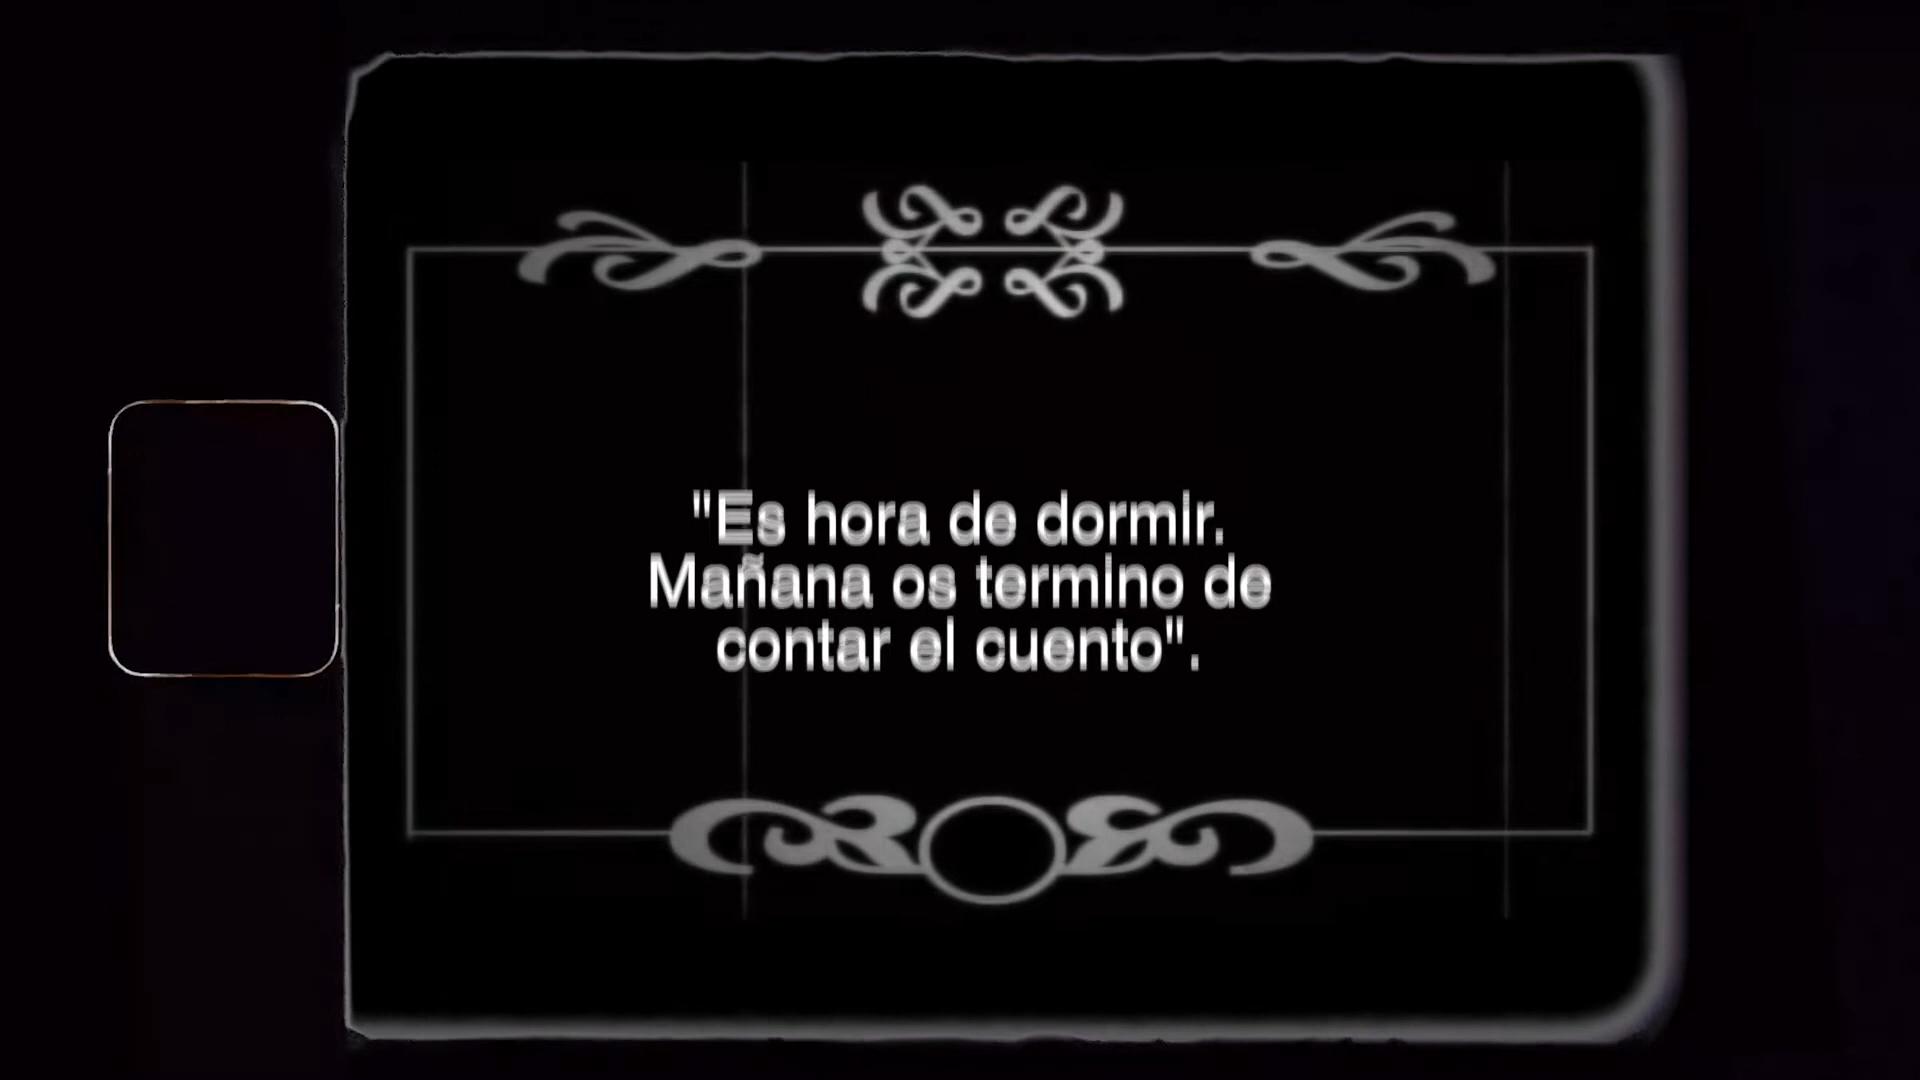 "Es hora de dormir.
Mañana os termino de
contar el cuento".